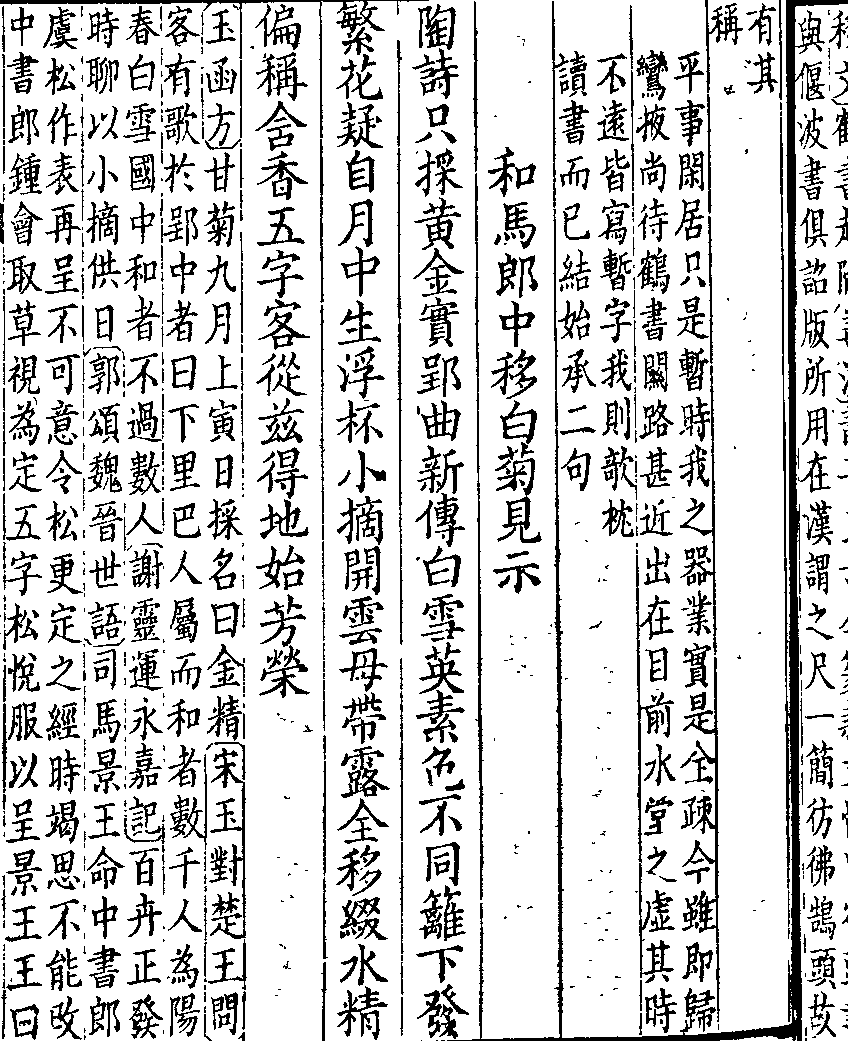 與偃波書俱詔版所用在漢謂之尺一簡彷彿鵠頭故
有其
稱
平事閑居只是暫時我之器業實是全疎今雖即歸
鸞掖尚待鶴書關路甚近出在目前水堂之虛其時
不遠皆寫暫字我則欹枕
讀書而已結始承二句
和馬郎中移白菊見示
陶詩只採黃金實郢曲新傳白雪英素色不同籬下發
繁花疑自月中生浮杯小摘開雲母帶露全移綴水精
偏稱含香五字客從兹得地始芳榮
玉函方甘菊九月上寅日採名曰金精宋玉對楚王問
客有歌於郢中者曰下里巴人屬而和者數千人為陽
春白雪國中和者不過數人謝靈運永嘉記百卉正發
時聊以小摘供日郭頌魏晉世語司馬景王命中書郎
虞松作表再呈不可意令松更定之經時竭思不能改
中書郎鍾會取草視為定五字松悅服以呈景王王曰